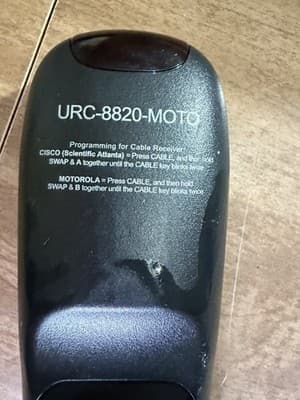 URC-8820-MOTO
Programming for Cable Receiver:
CISCO (Scientific Atlanta) = Press CABLE, and then hold
SWAP & A together until the CABLE key blinks twice
MOTOROLA = Press CABLE, and then hold
SWAP & B together until the CABLE key blinks twice